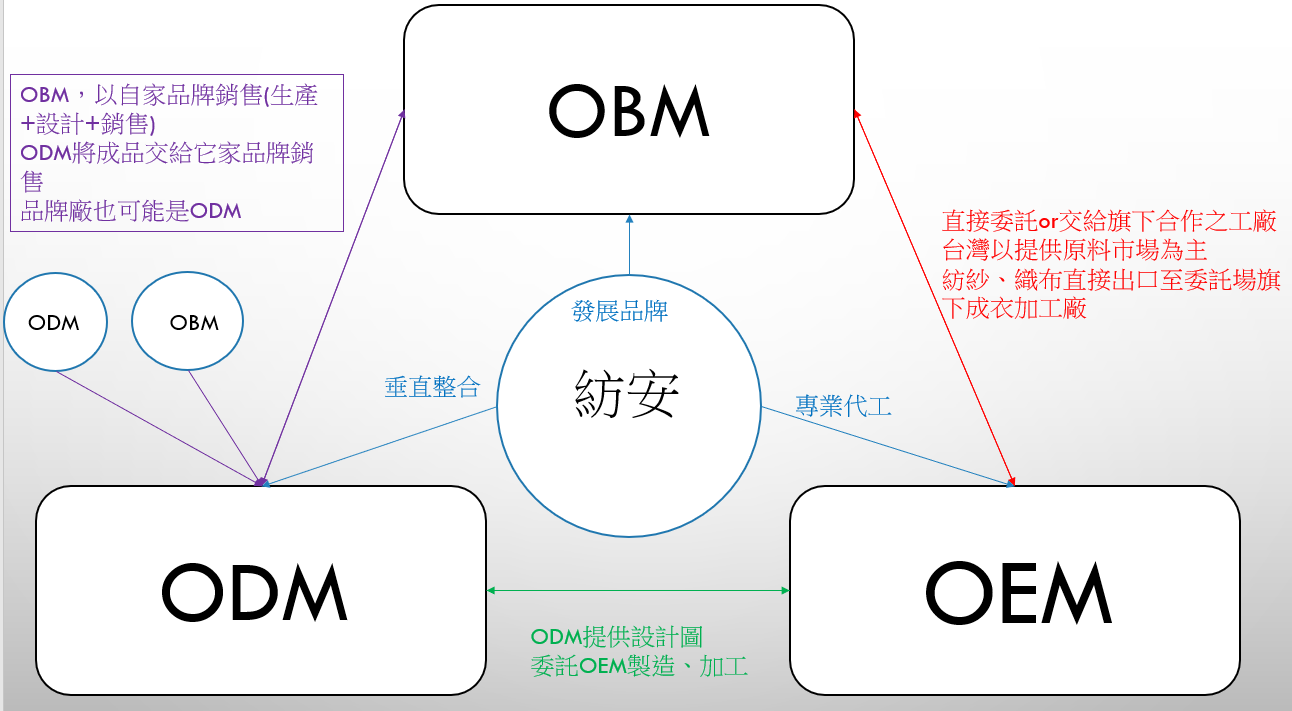 OBM
OBM，以自家品牌銷售(生產
+設計+銷售)
ODM將成品交給它家品牌銷
售
品牌廠也可能是ODM
直接委託or交給旗下合作之工廠
台灣以提供原料市場為主
紡紗、織布直接出口至委託場旗
下成衣加工廠
ODM
OBM
發展品牌
紡安
垂直整合
專業代工
ODM
OEM
ODM提供設計圖
委託OEM製造、加工